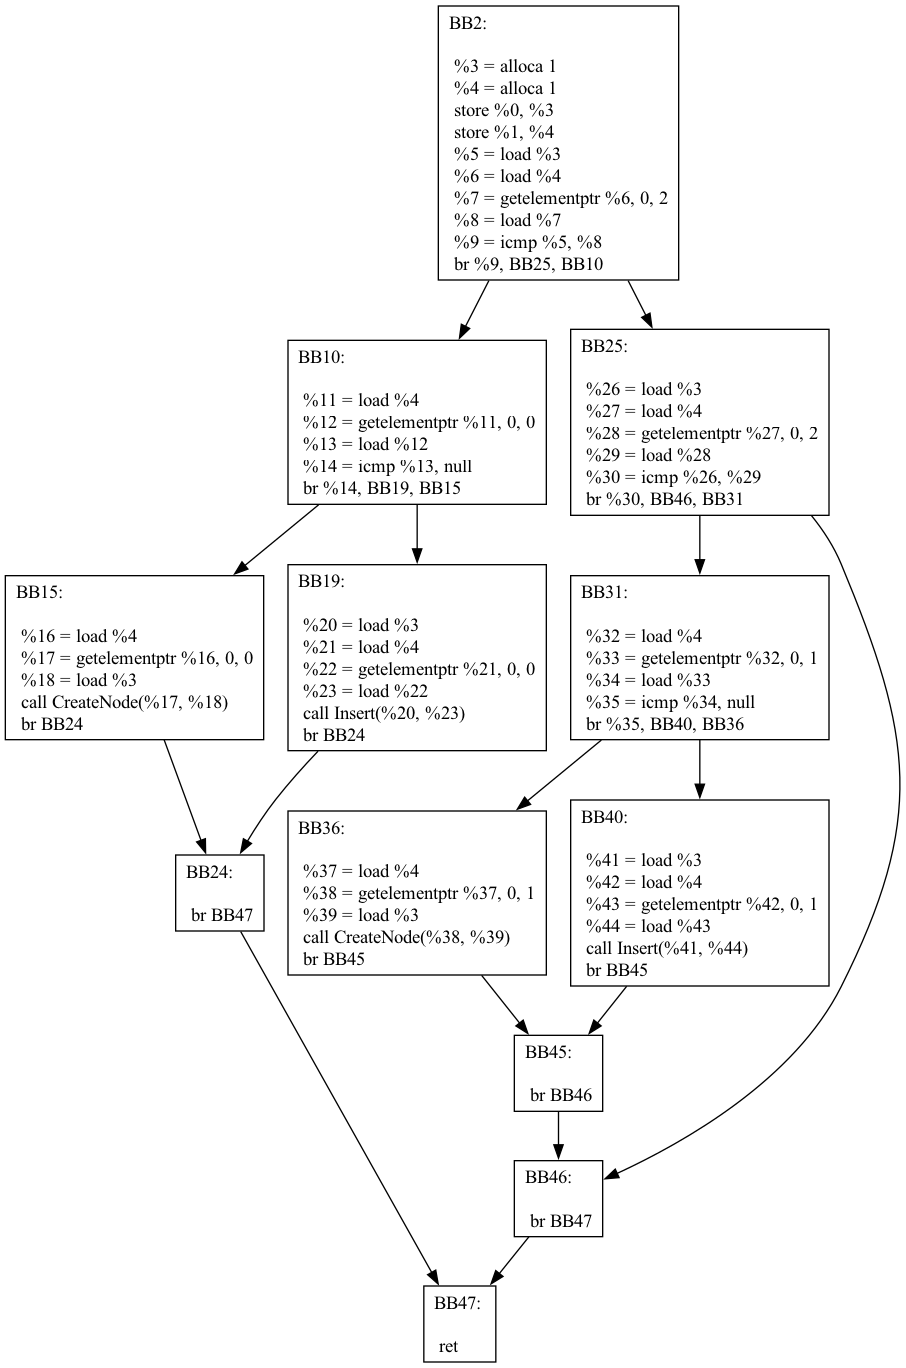 BB2:
%3 = alloca 1
%4 = alloca 1
store %0, %3
store %1, %4
%5 = load %3
%6 = load %4
%7 = getelementptr %6, 0, 2
%8 = load %7
%9 = icmp %5, %8
br %9, BB25, BB10
BB10:
%11 = load %4
%12 = getelementptr %11, 0, 0
%13 = load %12
%14 = icmp %13, null
br %14, BB19, BB15
BB25:
%26 = load %3
%27 = load %4
%28 = getelementptr %27, 0, 2
%29 = load %28
%30 = icmp %26, %29
br %30, BB46, BB31
BB15:
%16 = load %4
%17 = getelementptr %16, 0, 0
%18 = load %3
call CreateNode(%17, %18)
br BB24
BB19:
%20 = load %3
%21 = load %4
%22 = getelementptr %21, 0, 0
%23 = load %22
call Insert(%20, %23)
br BB24
BB31:
%32 = load %4
%33 = getelementptr %32, 0, 1
%34 = load %33
%35 = icmp %34, null
br %35, BB40, BB36
BB24:
br BB47
BB36:
%37 = load %4
%38 = getelementptr %37, 0, 1
%39 = load %3
call CreateNode(%38, %39)
br BB45
BB40:
%41 = load %3
%42 = load %4
%43 = getelementptr %42, 0, 1
%44 = load %43
call Insert(%41, %44)
br BB45
BB45:
br BB46
BB46:
br BB47
BB47:
ret